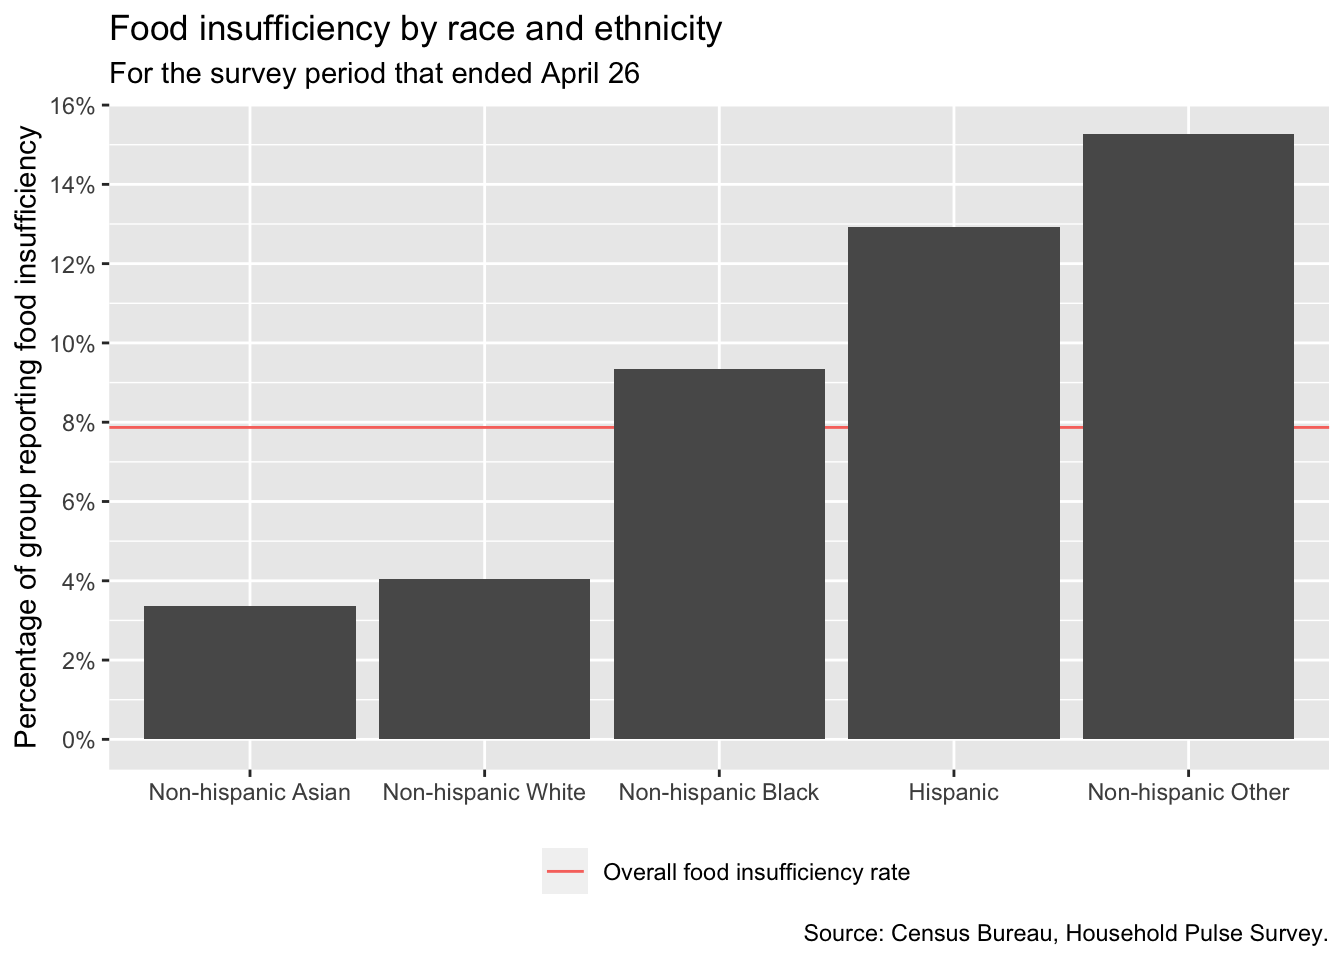 Food insufficiency by race and ethnicity
For the survey period that ended April 26
Percentage of group reporting food insufficiency
16%
14%
12%
10%
8%
6%
4%
2%
0%
Non-hispanic Asian
Non-hispanic White
Non-hispanic Black
Hispanic
Non-hispanic Other
Overall food insufficiency rate
Source: Census Bureau, Household Pulse Survey.